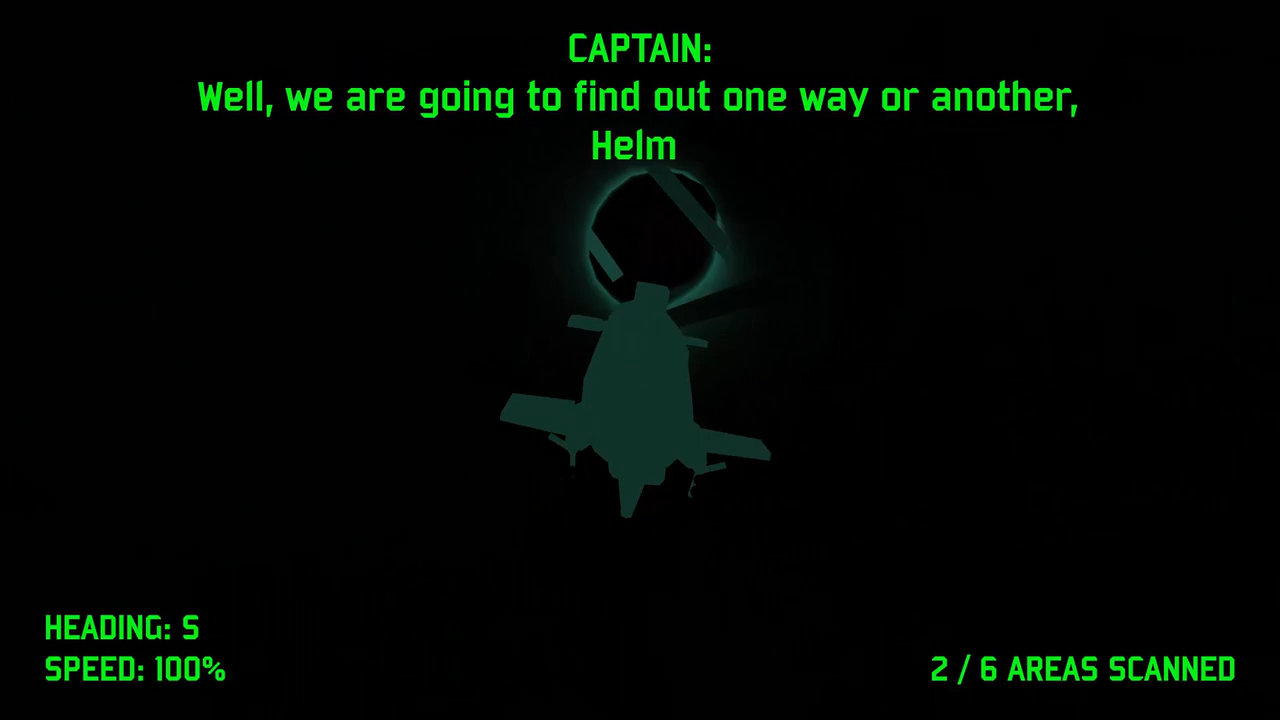 CAPTAIN:
Well, we are going to find out one way or another,
Helm
HEADING: S
SPEED: 100%
2 / 6 AREAS SCANNED